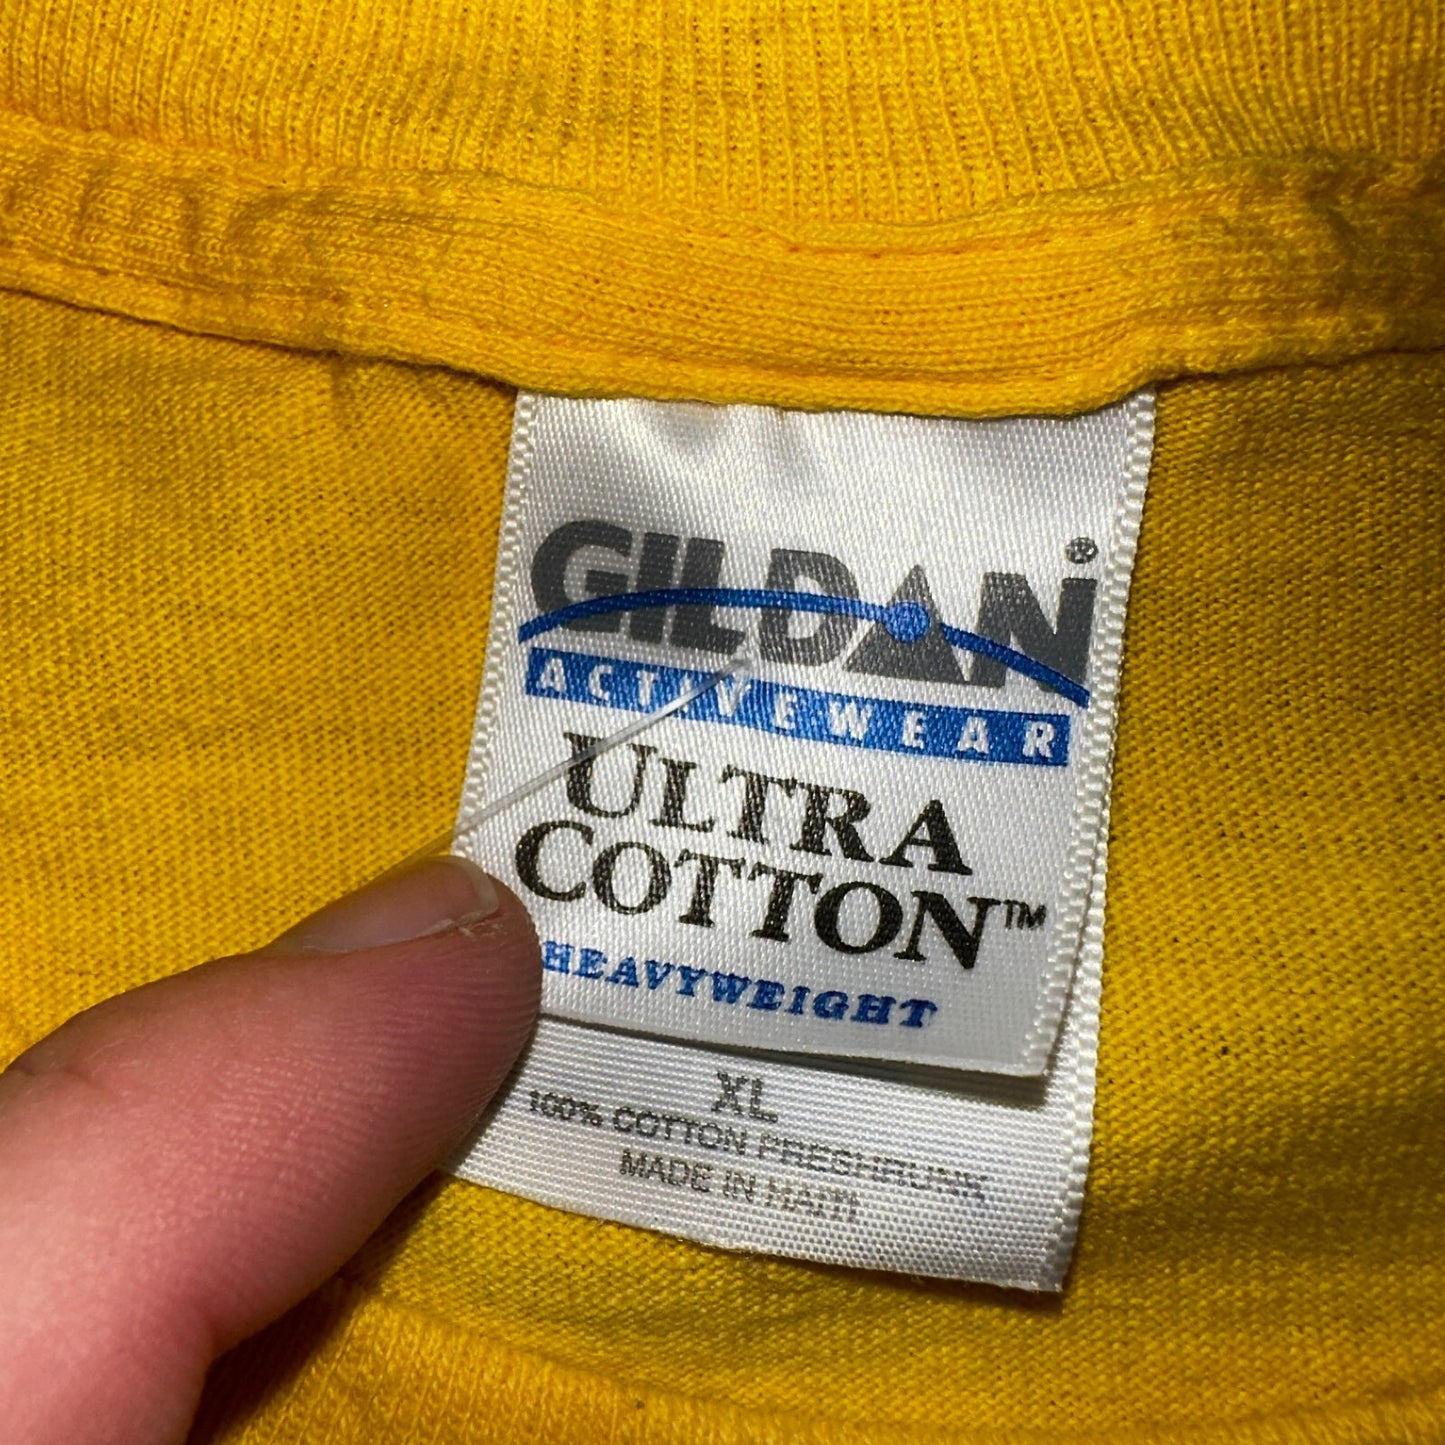 GILDAN®
ACTIVEWEAR
ULTRA
COTTON™
HEAVYWEIGHT
XL
100% COTTON PRESHRUNK
MADE IN HAITI